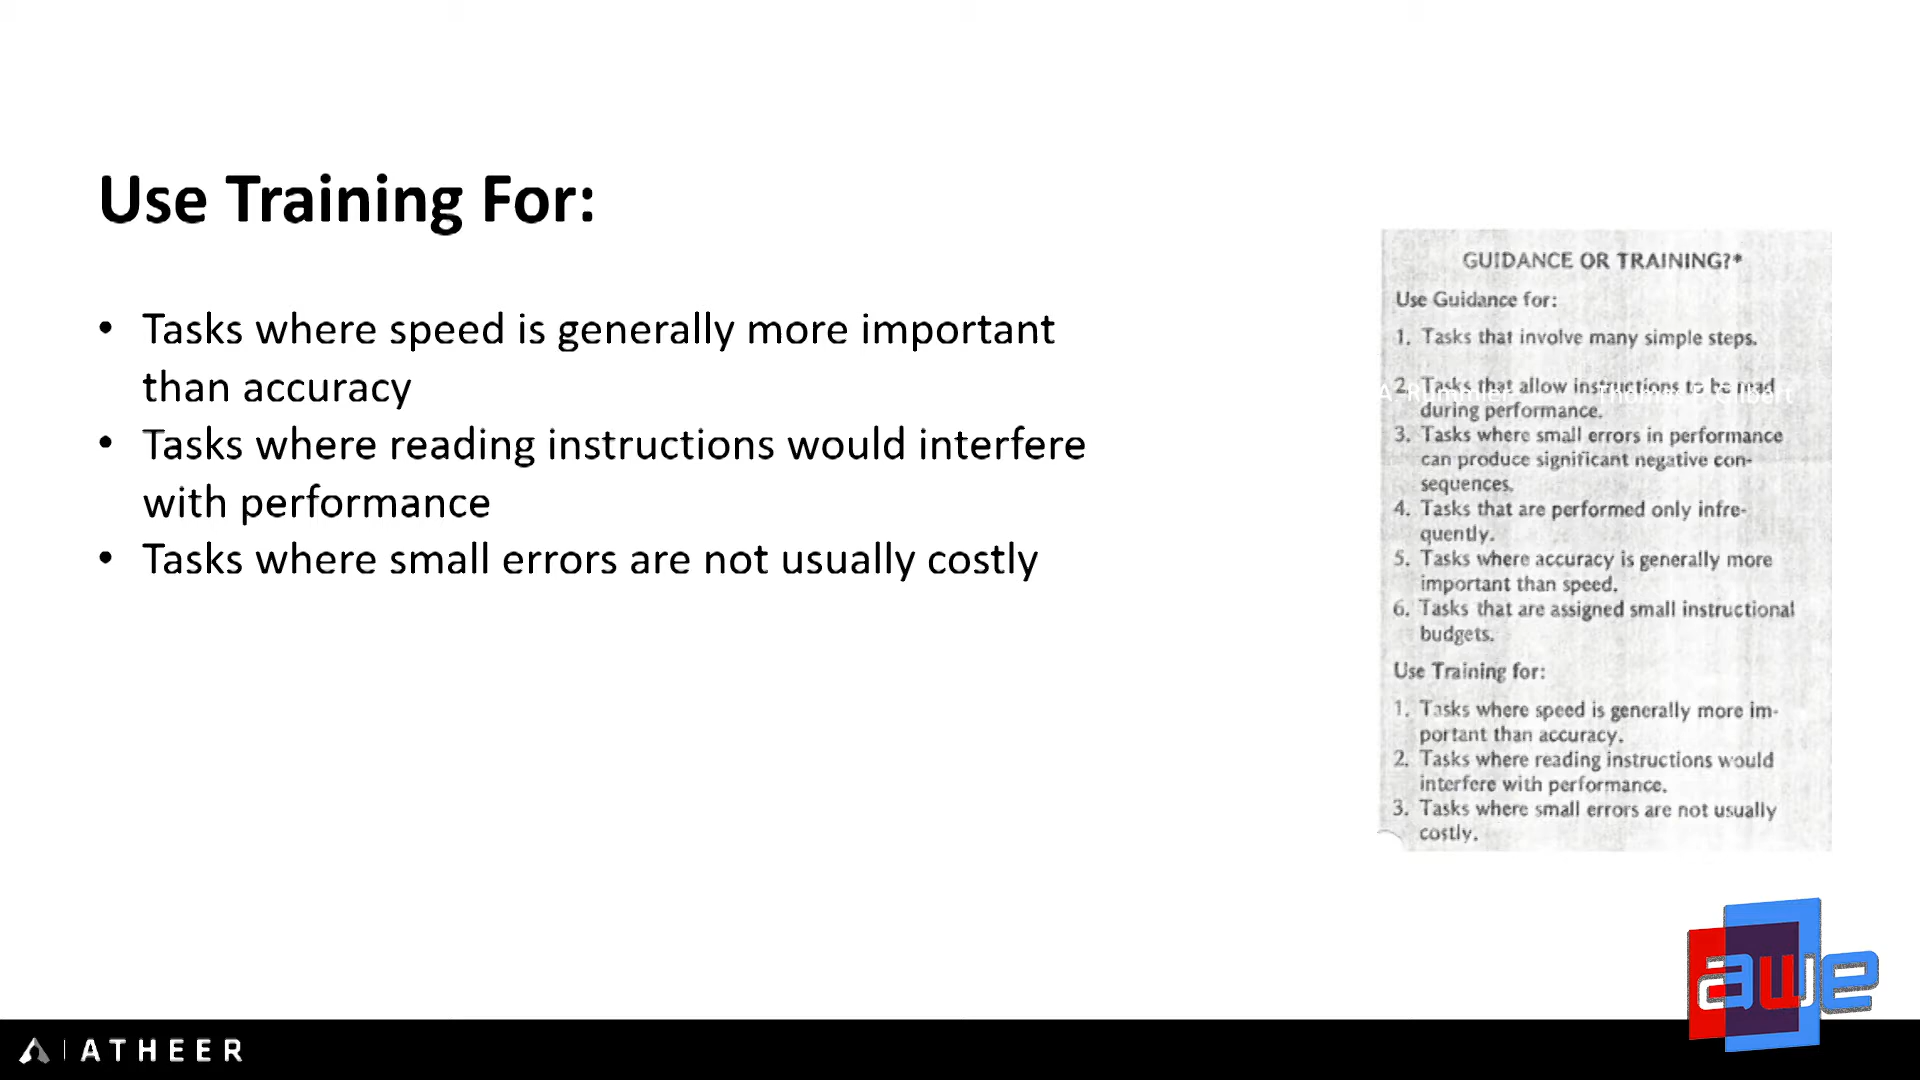 Use Training For:
• Tasks where speed is generally more important
than accuracy
• Tasks where reading instructions would interfere
with performance
• Tasks where small errors are not usually costly
GUIDANCE OR TRAINING?*
Use Guidance for:
1. Tasks that involve many simple steps.
2. Tasks that allow instructions to be read
during performance.
3. Tasks where small errors in performance
can produce significant negative con-
sequences.
4. Tasks that are performed only infre-
quently.
5. Tasks where accuracy is generally more
important than speed.
6. Tasks that are assigned small instructional
budgets.
Use Training for:
1. Tasks where speed is generally more im-
portant than accuracy.
2. Tasks where reading instructions would
interfere with performance.
3. Tasks where small errors are not usually
costly.
awe
ATHEER